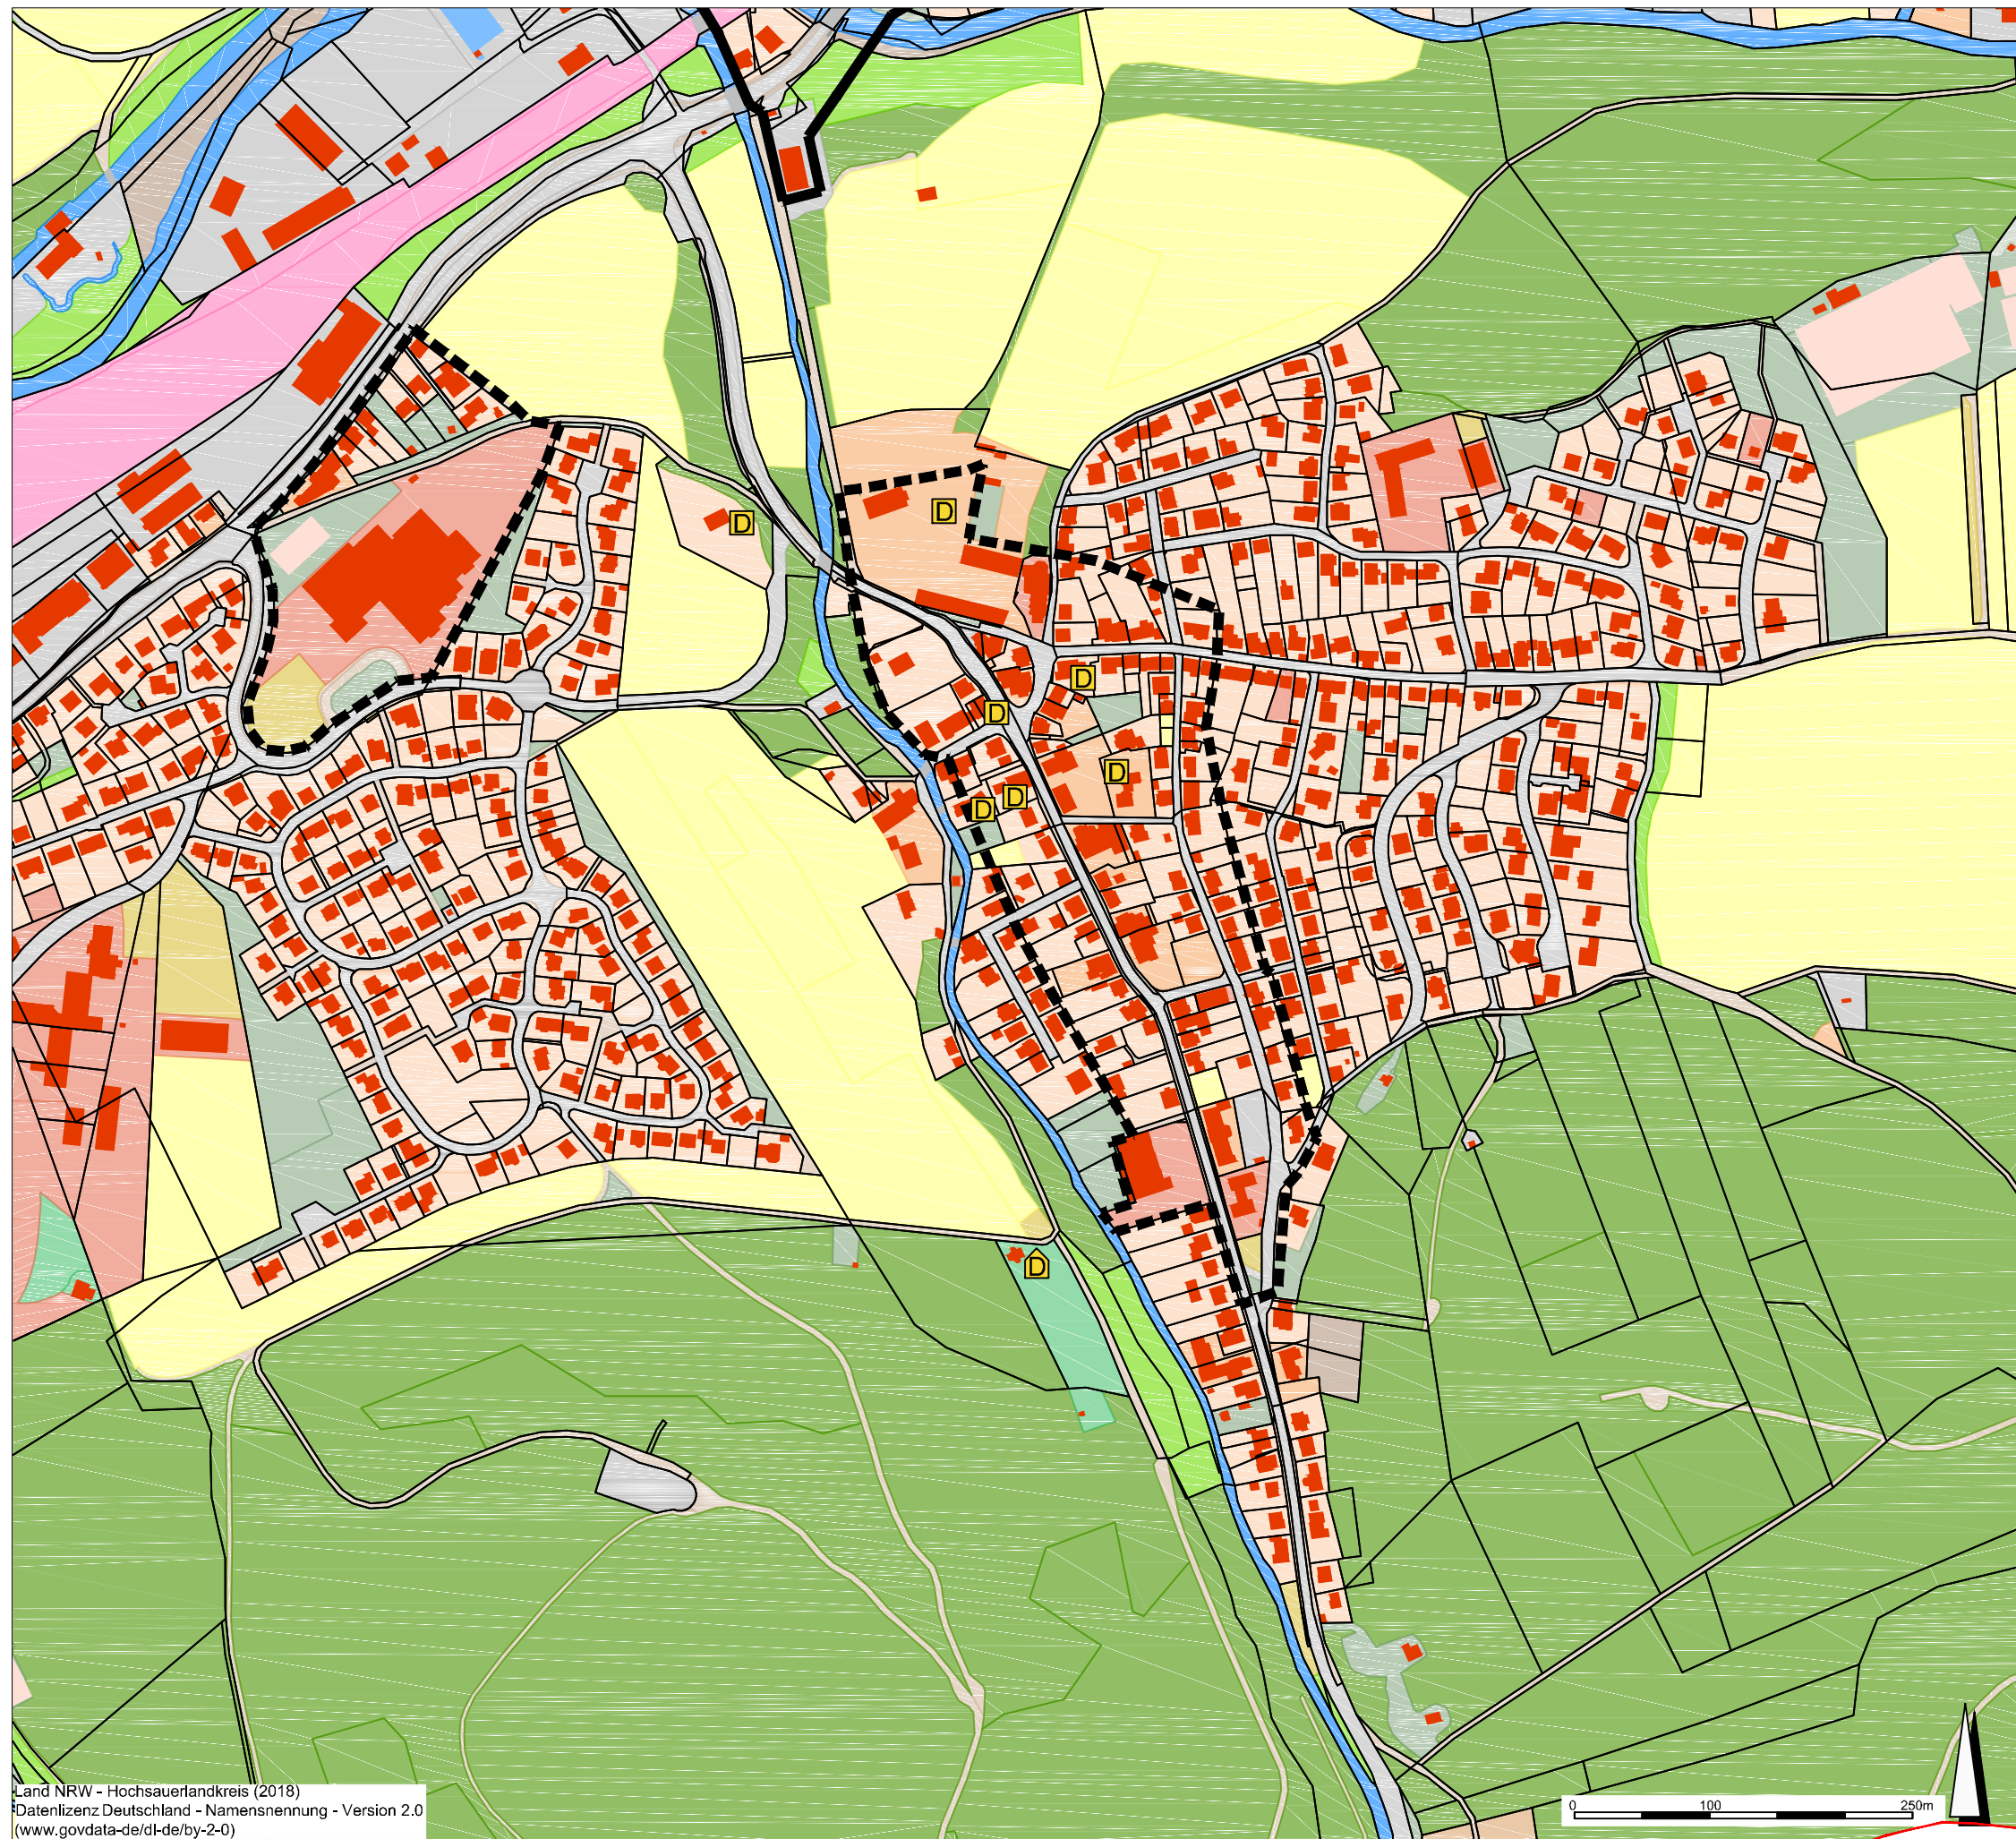 D
D
D
D
D
D
D
D
Land NRW - Hochsauerlandkreis (2018)
Datenlizenz Deutschland - Namensnennung - Version 2.0
(www.govdata-de/dl-de/by-2-0)
0 100 250m